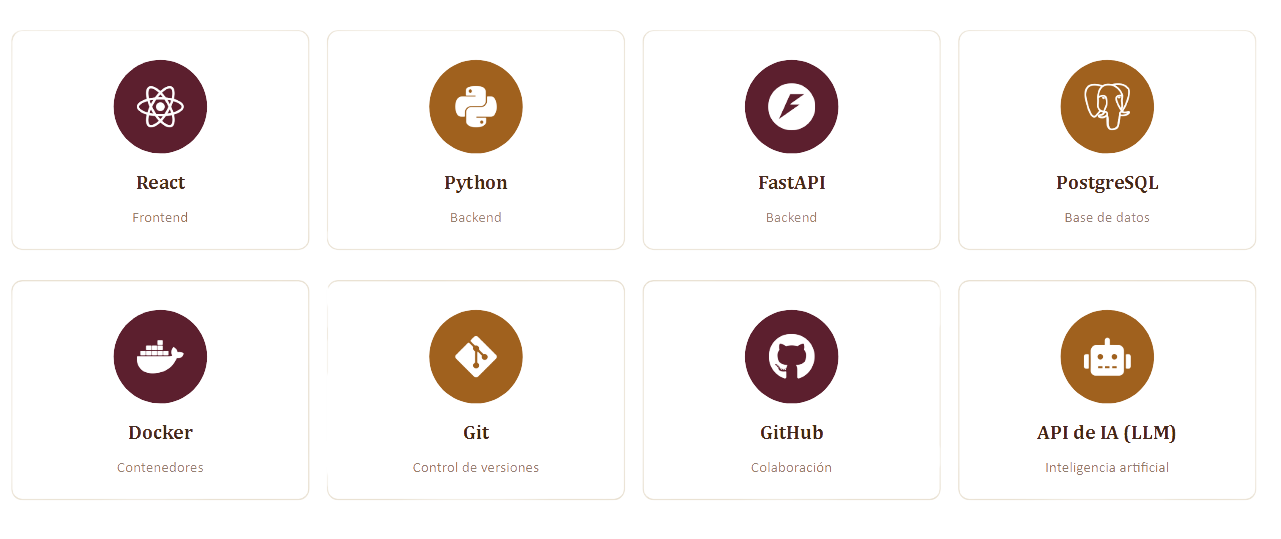 React
Frontend
Python
Backend
FastAPI
Backend
PostgreSQL
Base de datos
Docker
Contenedores
Git
Control de versiones
GitHub
Colaboración
API de IA (LLM)
Inteligencia artificial